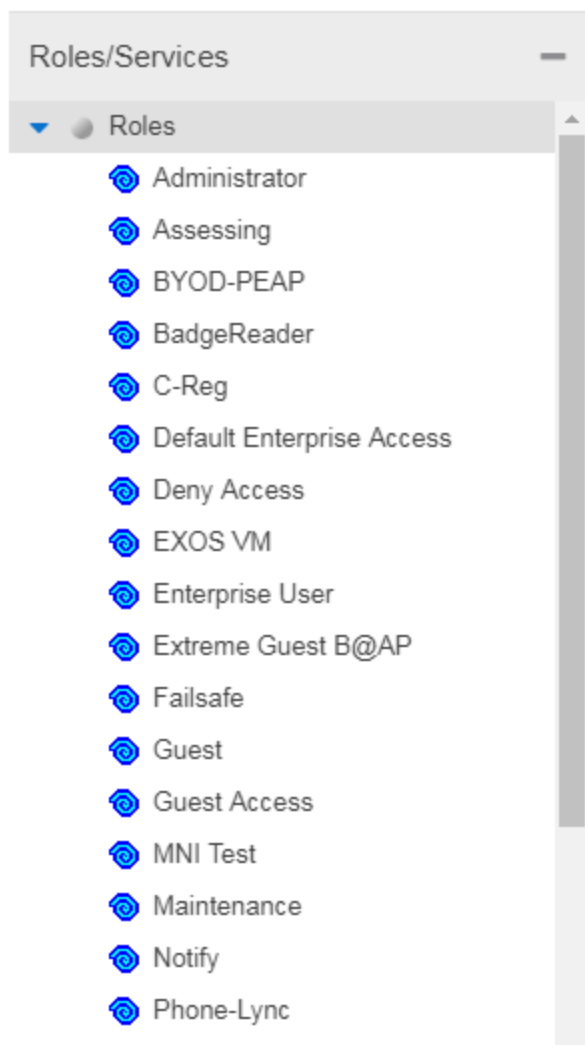 Roles/Services
Roles
Administrator
Assessing
BYOD-PEAP
BadgeReader
C-Reg
Default Enterprise Access
Deny Access
EXOS VM
Enterprise User
Extreme Guest B@AP
Failsafe
Guest
Guest Access
MNI Test
Maintenance
Notify
Phone-Lync